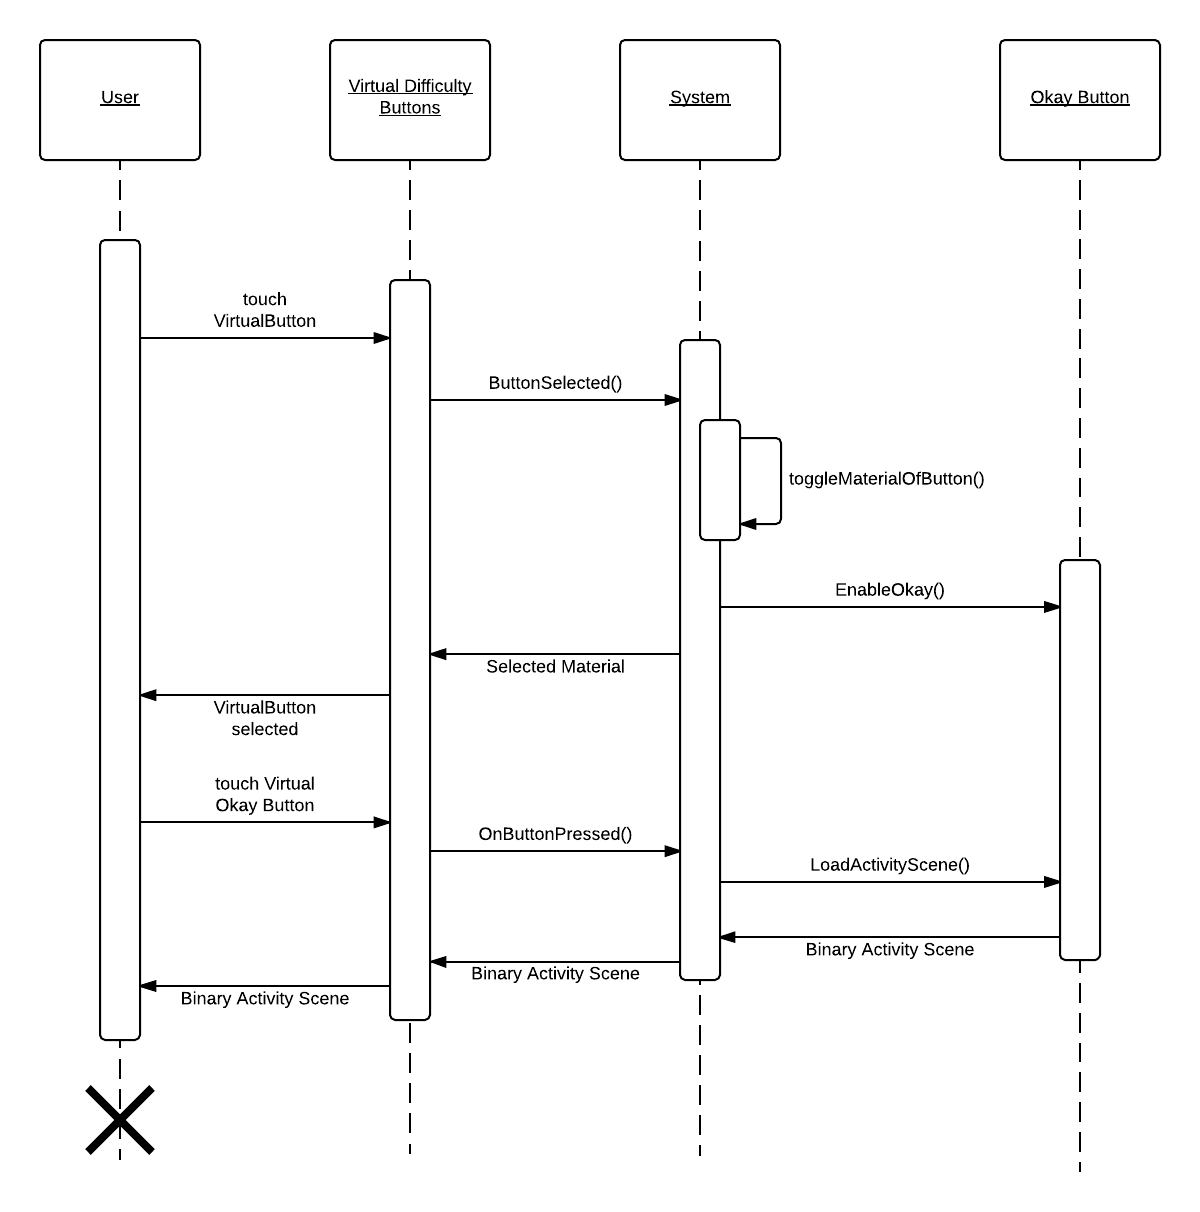 User
Virtual Difficulty
Buttons
System
Okay Button
touch
VirtualButton
ButtonSelected()
toggleMaterialOfButton()
EnableOkay()
Selected Material
VirtualButton
selected
touch Virtual
Okay Button
OnButtonPressed()
LoadActivityScene()
Binary Activity Scene
Binary Activity Scene
Binary Activity Scene